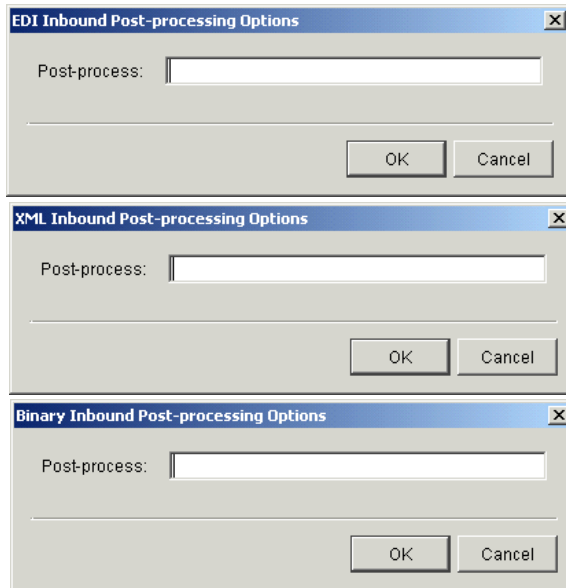 EDI Inbound Post-processing Options
Post-process:
OK Cancel
XML Inbound Post-processing Options
Post-process:
OK Cancel
Binary Inbound Post-processing Options
Post-process:
OK Cancel